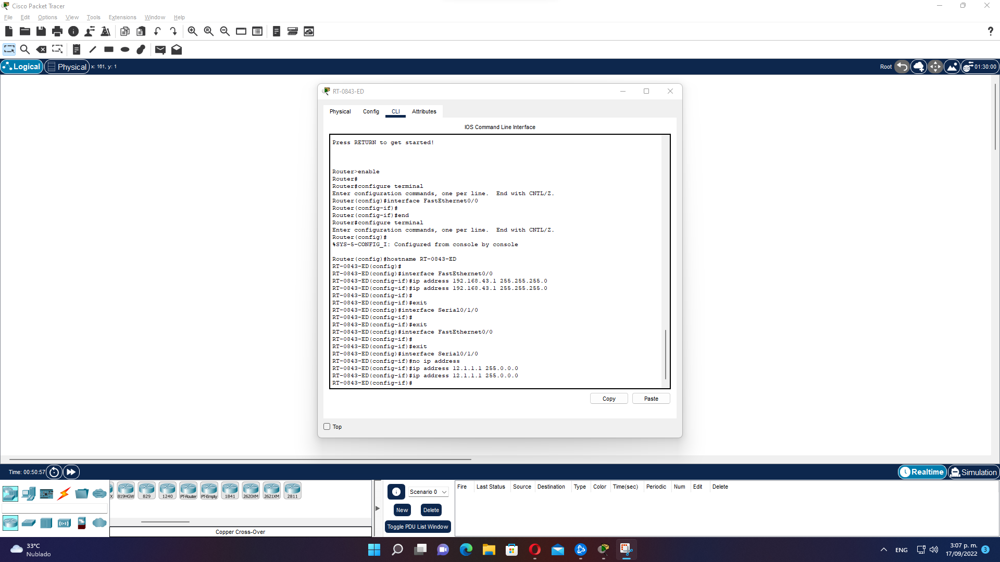 Cisco Packet Tracer
File Edit Options View Tools Extensions Window Help
Logical Physical x: 161, y: 1 Root 01:30:00
RT-0843-ED
Physical Config CLI Attributes
IOS Command Line Interface
Press RETURN to get started!
Router>enable
Router#
Router#configure terminal
Enter configuration commands, one per line.  End with CNTL/Z.
Router(config)#interface FastEthernet0/0
Router(config-if)#
Router(config-if)#end
Router#configure terminal
Enter configuration commands, one per line.  End with CNTL/Z.
Router(config)#
%SYS-5-CONFIG_I: Configured from console by console
Router(config)#hostname RT-0843-ED
RT-0843-ED(config)#
RT-0843-ED(config)#interface FastEthernet0/0
RT-0843-ED(config-if)#ip address 192.168.43.1 255.255.255.0
RT-0843-ED(config-if)#ip address 192.168.43.1 255.255.255.0
RT-0843-ED(config-if)#
RT-0843-ED(config-if)#exit
RT-0843-ED(config)#interface Serial0/1/0
RT-0843-ED(config-if)#
RT-0843-ED(config-if)#exit
RT-0843-ED(config)#interface FastEthernet0/0
RT-0843-ED(config-if)#
RT-0843-ED(config-if)#exit
RT-0843-ED(config)#interface Serial0/1/0
RT-0843-ED(config-if)#no ip address
RT-0843-ED(config-if)#ip address 12.1.1.1 255.0.0.0
RT-0843-ED(config-if)#ip address 12.1.1.1 255.0.0.0
RT-0843-ED(config-if)#
Copy Paste
Top
Time: 00:50:57 Realtime Simulation
X 819HGW 829 1240 PT-Router PT-Empty 1841 2620XM 2621XM 2811
Copper Cross-Over
Scenario 0
New Delete
Toggle PDU List Window
Fire Last Status Source Destination Type Color Time(sec) Periodic Num Edit Delete
33°C
Nublado
ENG
3:07 p. m.
17/09/2022
3